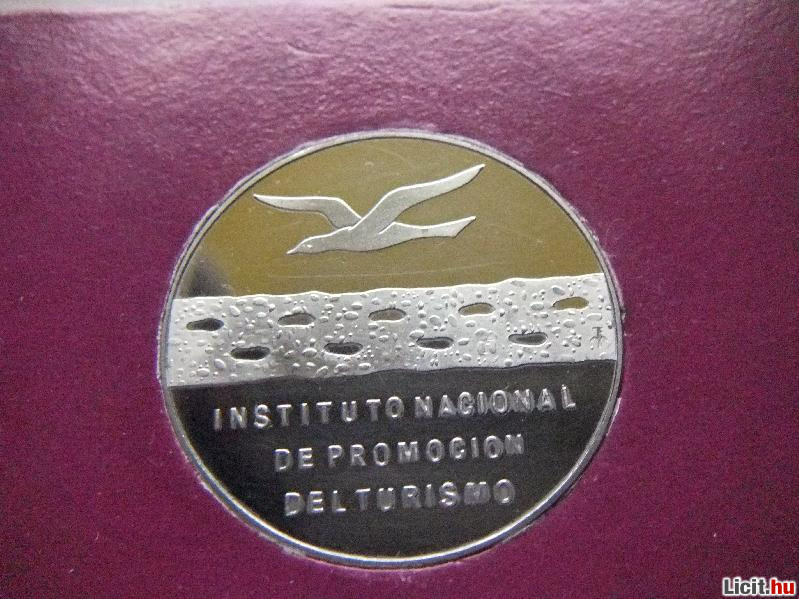 INSTITUTO NACIONAL
DE PROMOCION
DEL TURISMO
Licit.hu